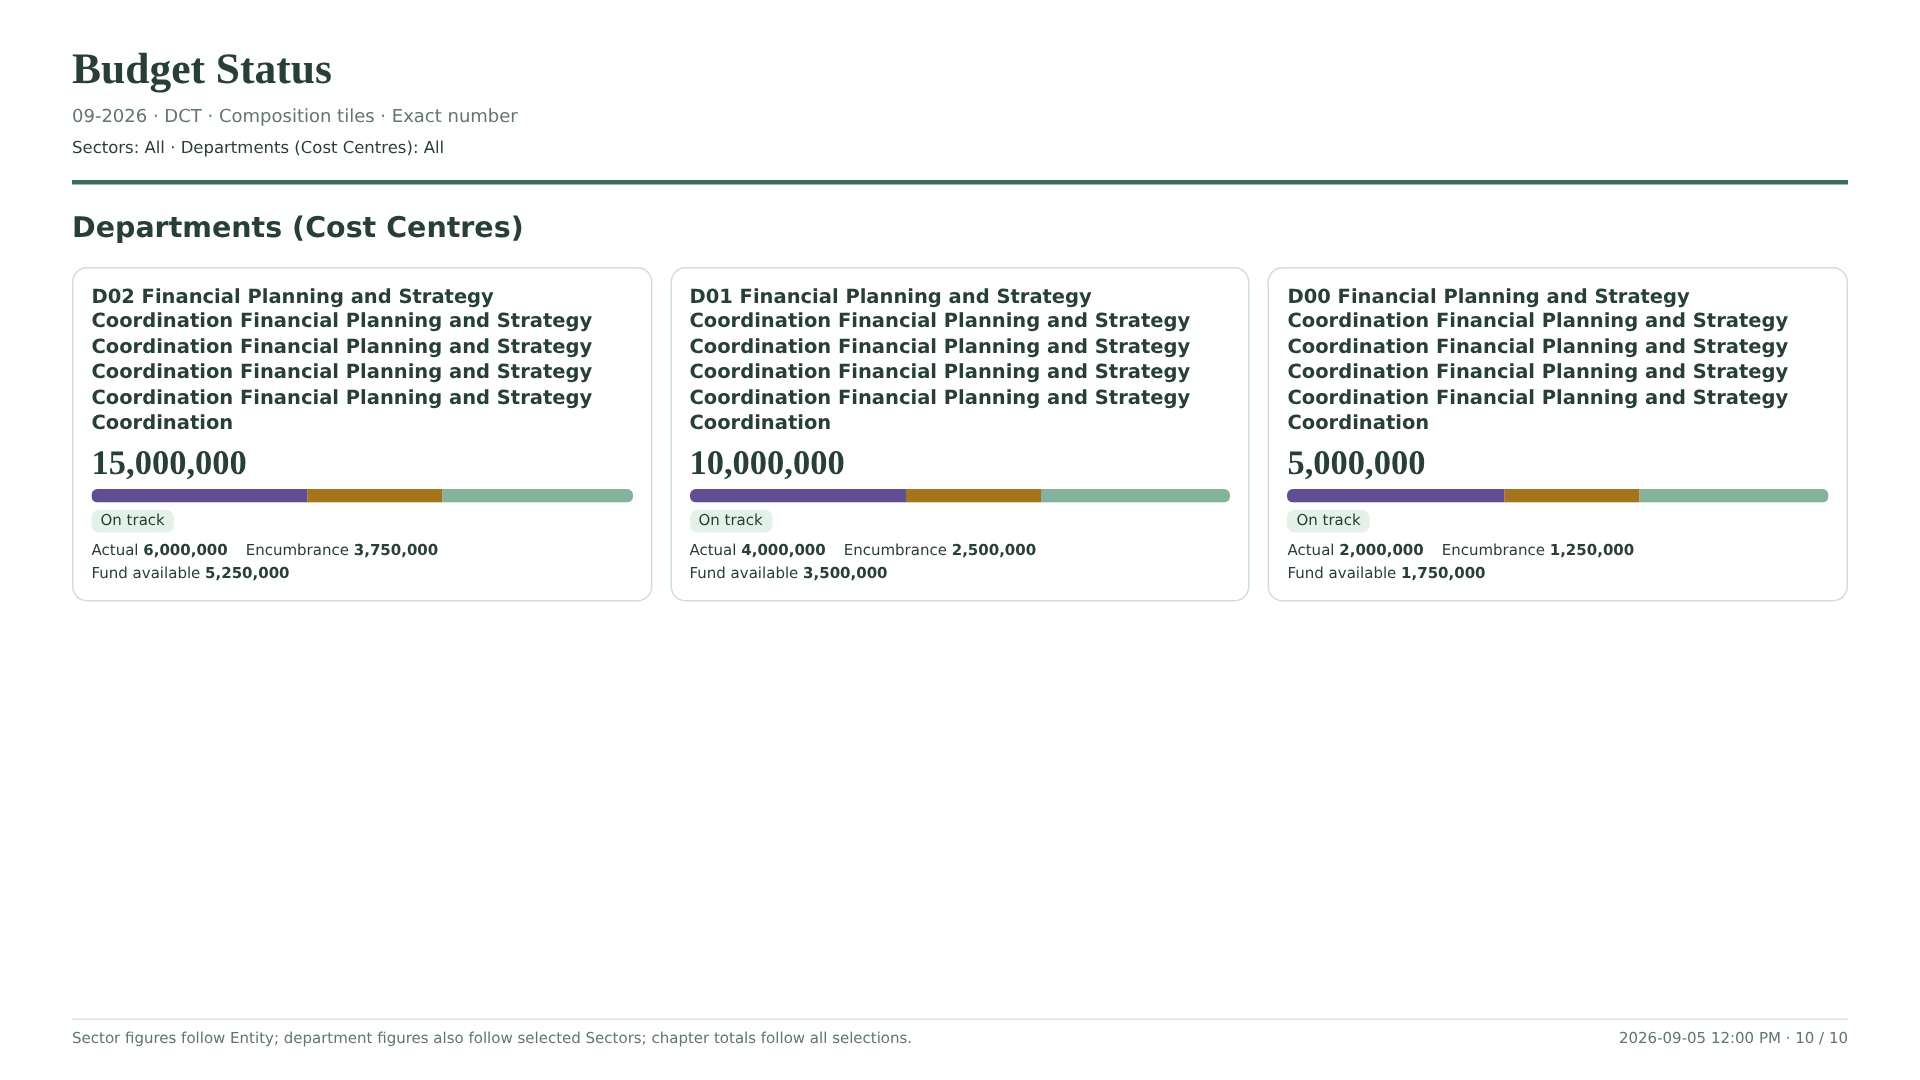 Budget Status
09-2026 · DCT · Composition tiles · Exact number
Sectors: All · Departments (Cost Centres): All
Departments (Cost Centres)
D02 Financial Planning and Strategy
Coordination Financial Planning and Strategy
Coordination Financial Planning and Strategy
Coordination Financial Planning and Strategy
Coordination Financial Planning and Strategy
Coordination
15,000,000
On track
Actual 6,000,000 Encumbrance 3,750,000
Fund available 5,250,000
D01 Financial Planning and Strategy
Coordination Financial Planning and Strategy
Coordination Financial Planning and Strategy
Coordination Financial Planning and Strategy
Coordination Financial Planning and Strategy
Coordination
10,000,000
On track
Actual 4,000,000 Encumbrance 2,500,000
Fund available 3,500,000
D00 Financial Planning and Strategy
Coordination Financial Planning and Strategy
Coordination Financial Planning and Strategy
Coordination Financial Planning and Strategy
Coordination Financial Planning and Strategy
Coordination
5,000,000
On track
Actual 2,000,000 Encumbrance 1,250,000
Fund available 1,750,000
Sector figures follow Entity; department figures also follow selected Sectors; chapter totals follow all selections.
2026-09-05 12:00 PM · 10 / 10